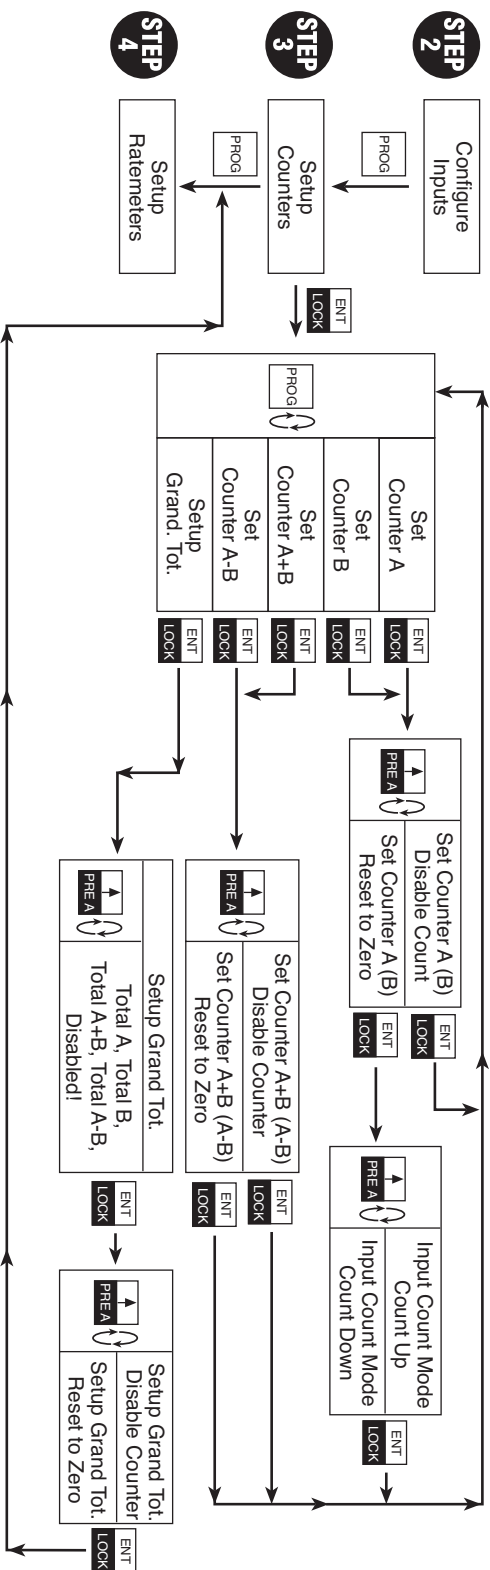 STEP
2
Configure
Inputs
PROG
STEP
3
Setup
Counters
PROG
STEP
4
Setup
Ratemeters
ENT
LOCK
PROG
Set
Counter A
Set
Counter B
Set
Counter A+B
Set
Counter A-B
Setup
Grand. Tot.
ENT
LOCK
ENT
LOCK
ENT
LOCK
ENT
LOCK
ENT
LOCK
PRE A
Set Counter A (B)
Disable Count
Set Counter A (B)
Reset to Zero
ENT
LOCK
ENT
LOCK
PRE A
Input Count Mode
Count Up
Input Count Mode
Count Down
ENT
LOCK
PRE A
Set Counter A+B (A-B)
Disable Counter
Set Counter A+B (A-B)
Reset to Zero
ENT
LOCK
ENT
LOCK
PRE A
Setup Grand Tot.
Total A, Total B,
Total A+B, Total A-B,
Disabled!
ENT
LOCK
PRE A
Setup Grand Tot.
Disable Counter
Setup Grand Tot.
Reset to Zero
ENT
LOCK